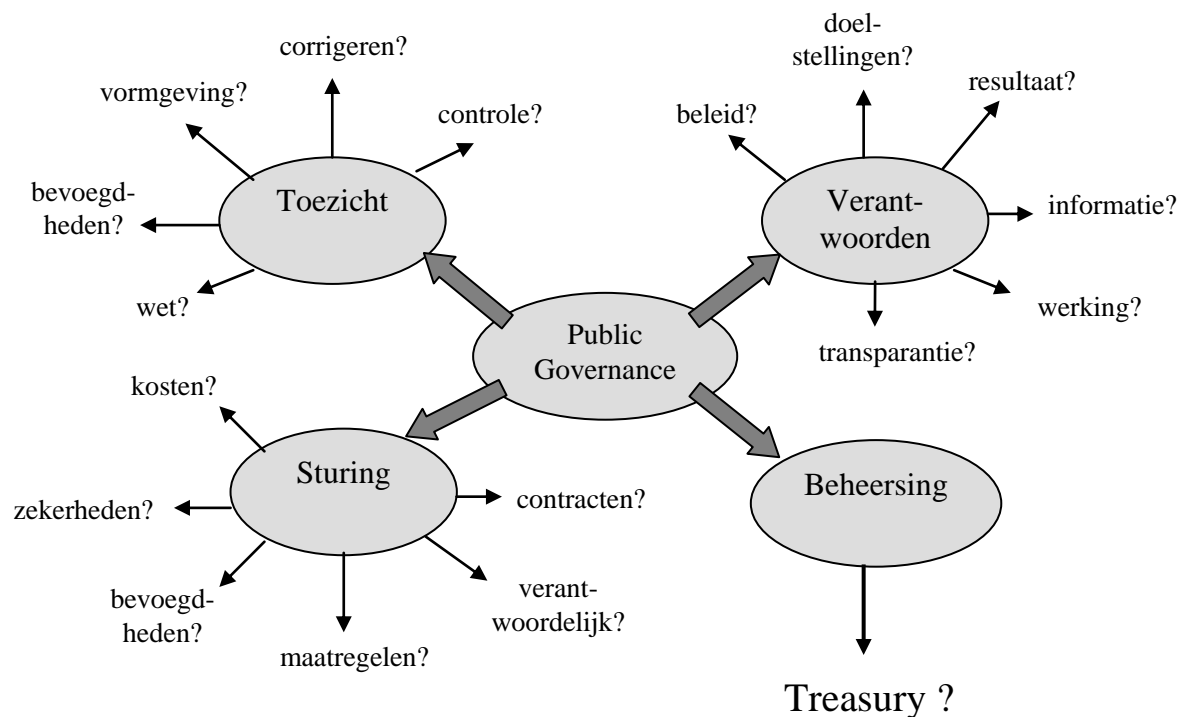 corrigeren?
vormgeving?
controle?
bevoegd-
heden?
Toezicht
wet?
doel-
stellingen?
resultaat?
beleid?
Verant-
woorden
informatie?
werking?
transparantie?
Public
Governance
kosten?
Sturing
zekerheden?
contracten?
bevoegd-
heden?
verant-
woordelijk?
maatregelen?
Beheersing
Treasury ?